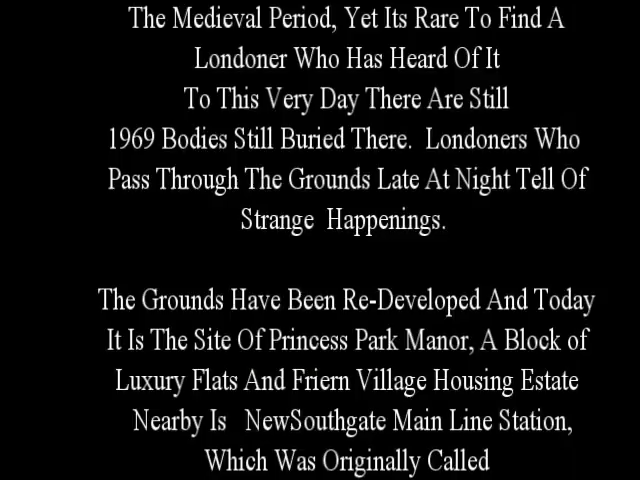 The Medieval Period, Yet Its Rare To Find A
Londoner Who Has Heard Of It
To This Very Day There Are Still
1969 Bodies Still Buried There.  Londoners Who
Pass Through The Grounds Late At Night Tell Of
Strange  Happenings.
The Grounds Have Been Re-Developed And Today
It Is The Site Of Princess Park Manor, A Block of
Luxury Flats And Friern Village Housing Estate
Nearby Is   NewSouthgate Main Line Station,
Which Was Originally Called